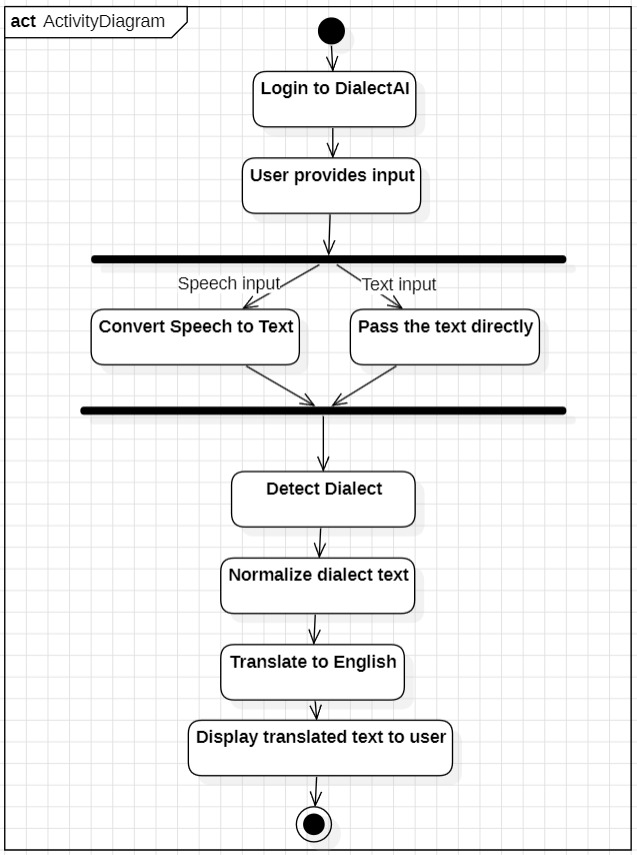 act ActivityDiagram
Login to DialectAI
User provides input
Speech input
Text input
Convert Speech to Text
Pass the text directly
Detect Dialect
Normalize dialect text
Translate to English
Display translated text to user